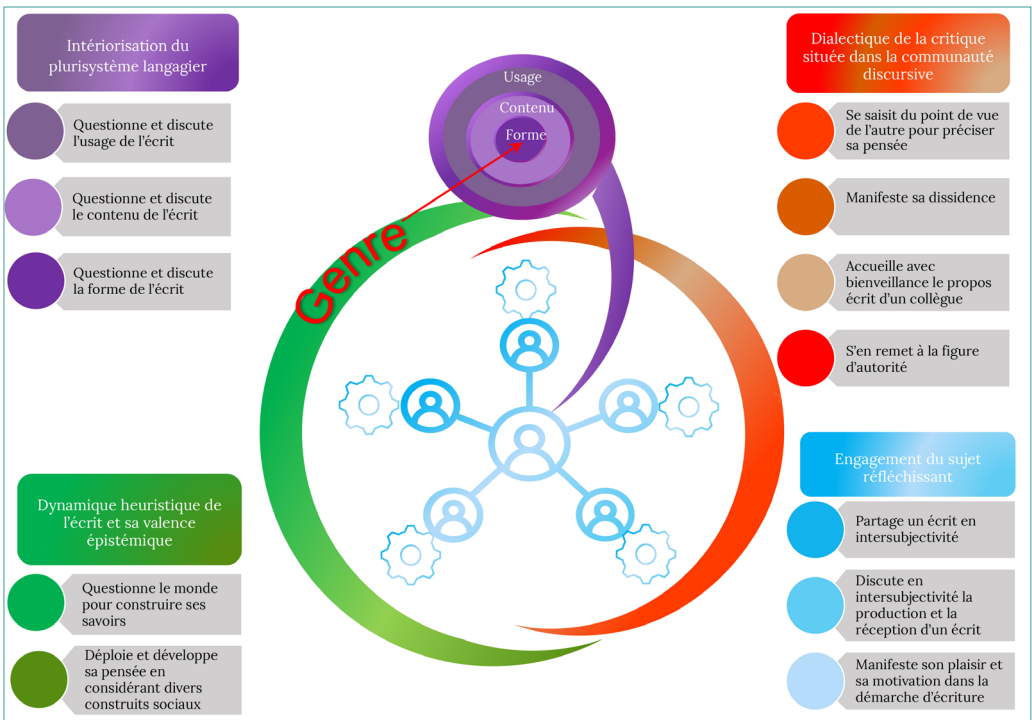 Intériorisation du
plurisystème langagier
Questionne et discute
l'usage de l'écrit
Questionne et discute
le contenu de l'écrit
Questionne et discute
la forme de l'écrit
Usage
Contenu
Forme
Genre
Dialectique de la critique
située dans la communauté
discursive
Se saisit du point de vue
de l'autre pour préciser
sa pensée
Manifeste sa dissidence
Accueille avec
bienveillance le propos
écrit d'un collègue
S'en remet à la figure
d'autorité
Dynamique heuristique de
l'écrit et sa valence
épistémique
Questionne le monde
pour construire ses
savoirs
Déploie et développe
sa pensée en
considérant divers
construits sociaux
Engagement du sujet
réfléchissant
Partage un écrit en
intersubjectivité
Discute en
intersubjectivité la
production et la
réception d'un écrit
Manifeste son plaisir et
sa motivation dans la
démarche d'écriture